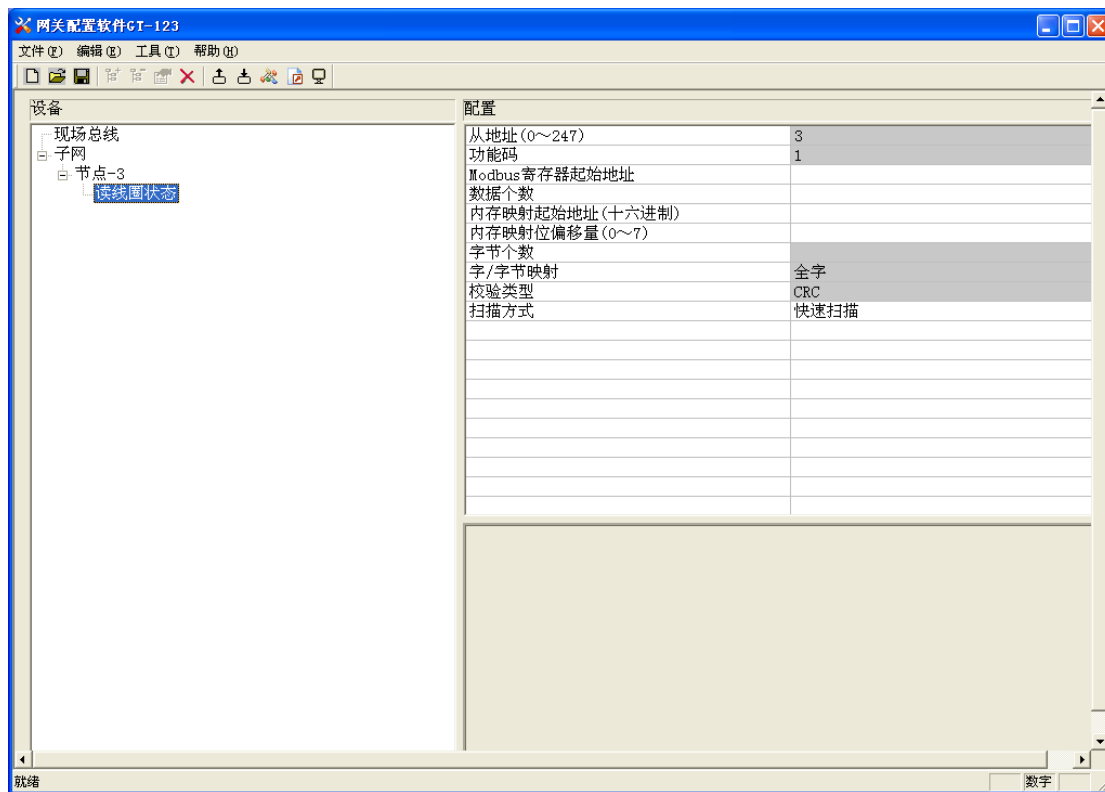 网关配置软件GT-123
文件(F) 编辑(E) 工具(T) 帮助(H)
设备
现场总线
子网
节点-3
读线圈状态
配置
从地址(0～247) 3
功能码 1
Modbus寄存器起始地址
数据个数
内存映射起始地址(十六进制)
内存映射位偏移量(0～7)
字节个数
字/字节映射 全字
校验类型 CRC
扫描方式 快速扫描
就绪 数字